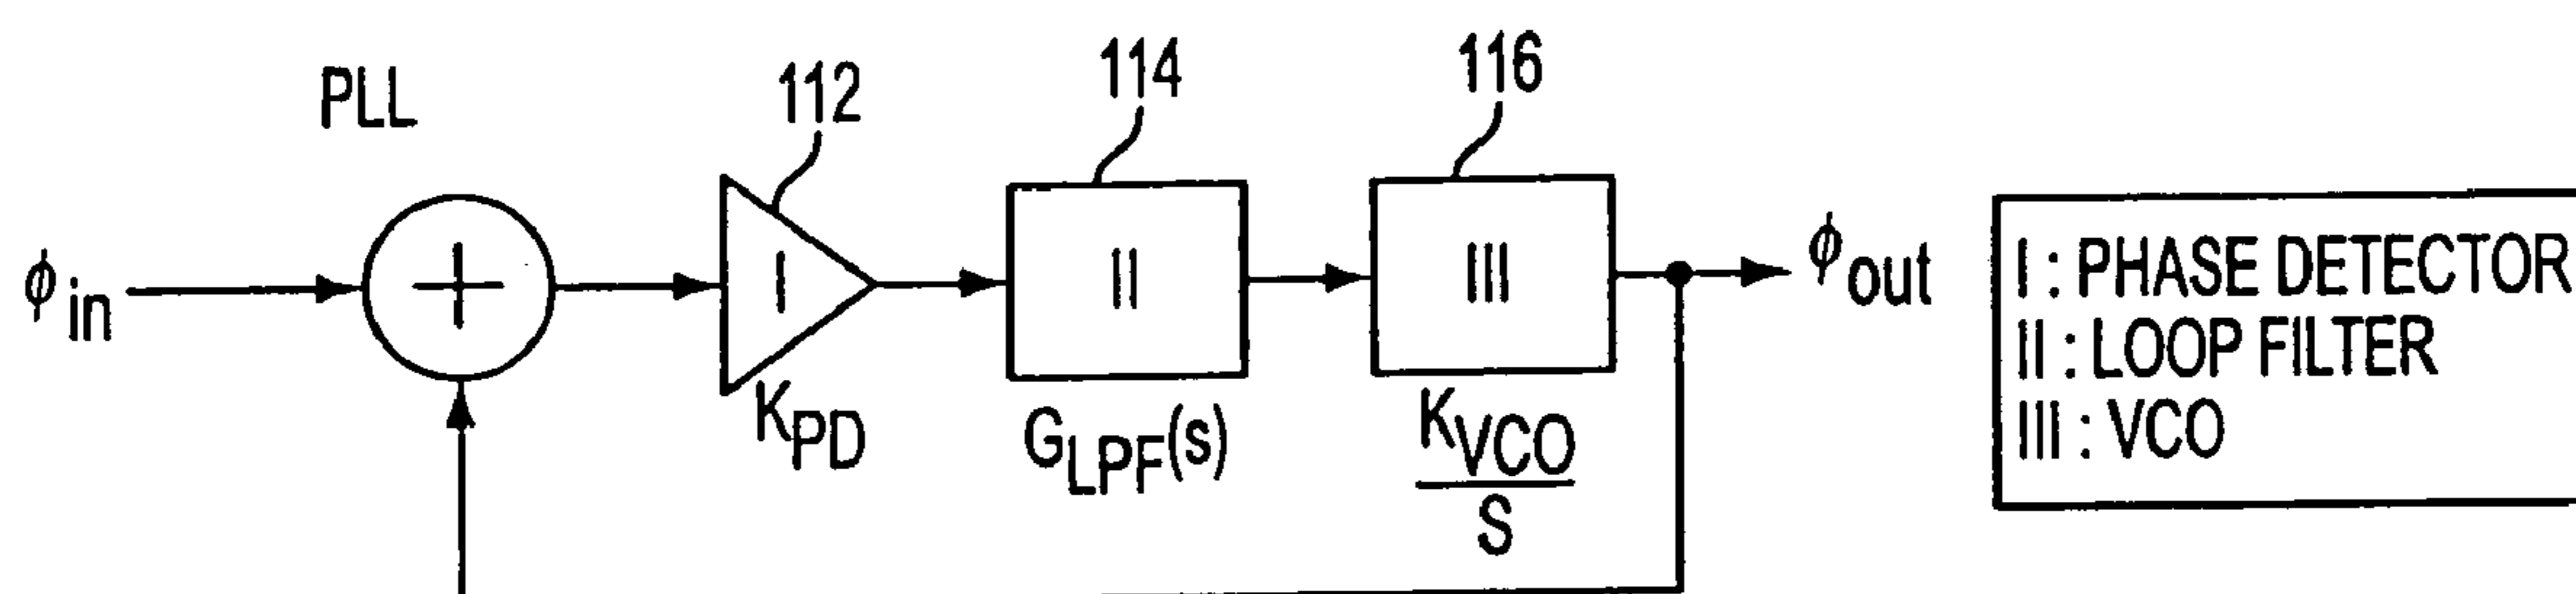 PLL
112
114
116
ϕin
+
I
II
III
ϕout
KPD
GLPF(s)
KVCO
S
I : PHASE DETECTOR
II : LOOP FILTER
III : VCO